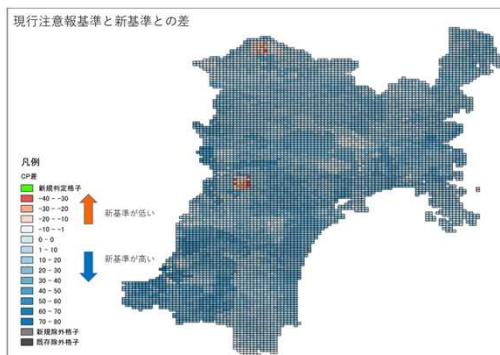 現行注意報基準と新基準との差
凡例
CP差
新規判定格子
-40 - -30
-30 - -20
-20 - -10
-10 - -1
0 - 0
1 - 10
10 - 20
20 - 30
30 - 40
40 - 50
50 - 60
60 - 70
70 - 80
新規除外格子
既存除外格子
新基準が低い
新基準が高い